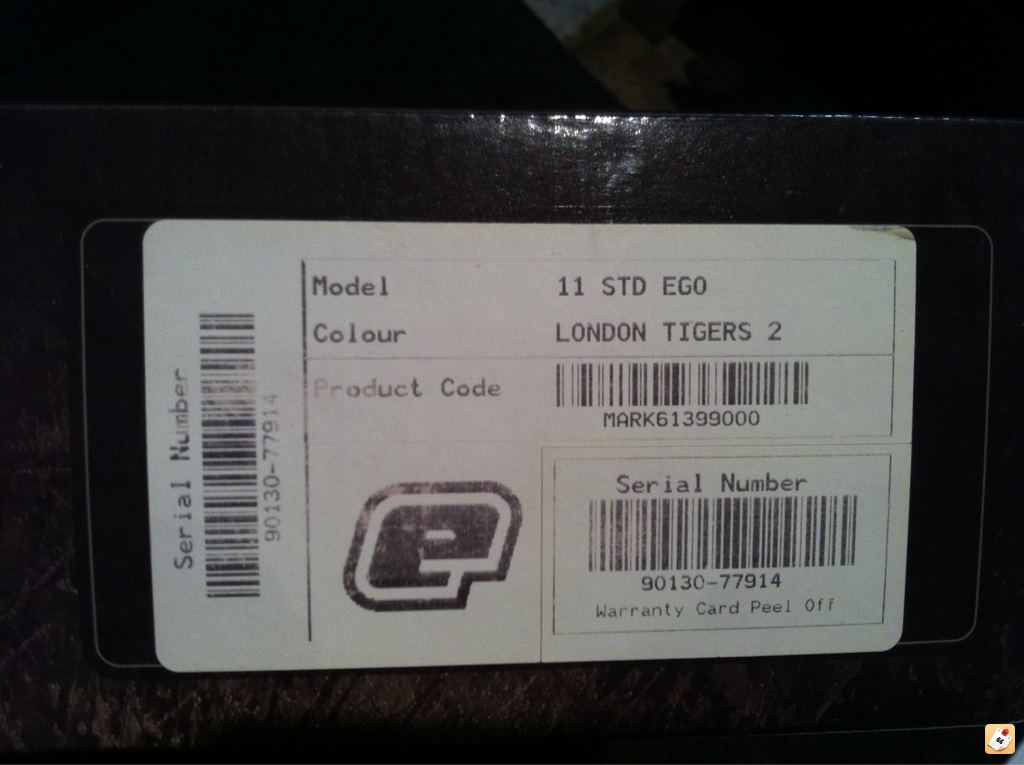 Serial Number
90130-77914
Model 11 STD EGO
Colour LONDON TIGERS 2
Product Code
MARK61399000
e
Serial Number
90130-77914
Warranty Card Peel Off